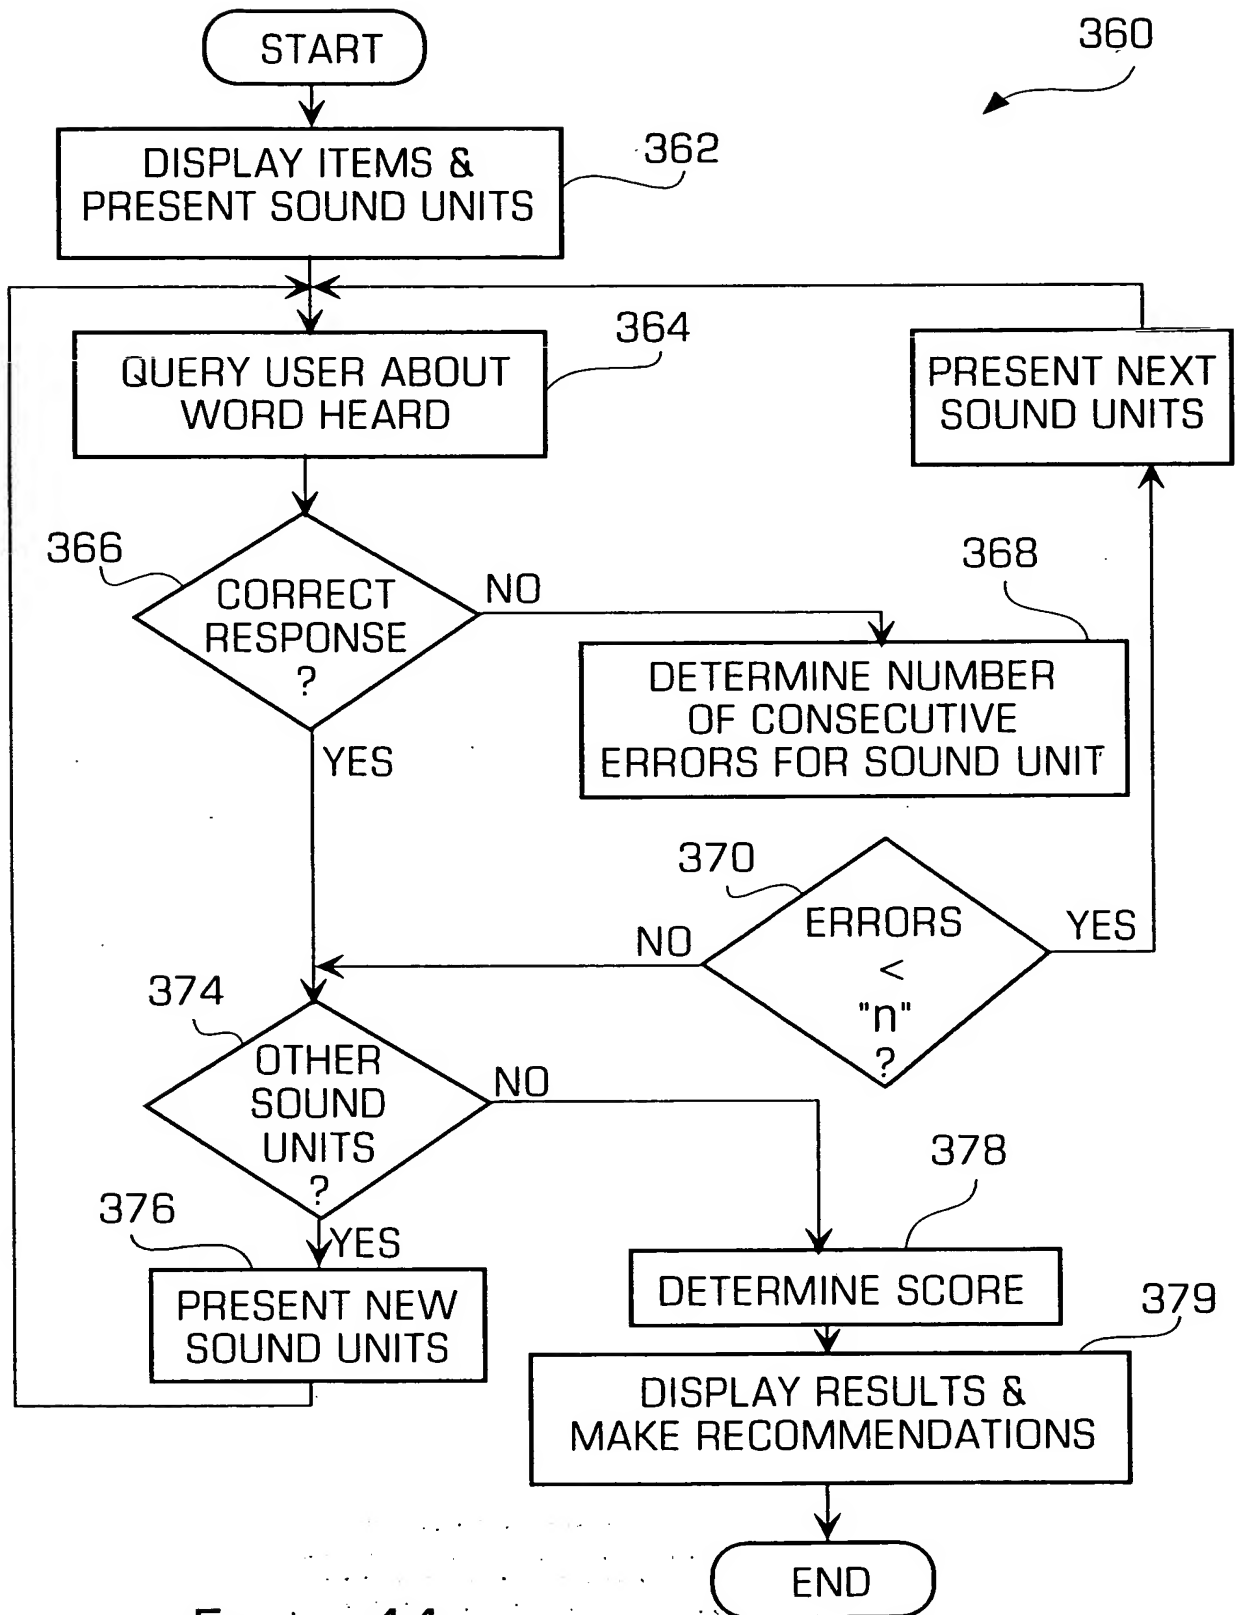 START
360
DISPLAY ITEMS &
PRESENT SOUND UNITS
362
QUERY USER ABOUT
WORD HEARD
364
PRESENT NEXT
SOUND UNITS
366
CORRECT
RESPONSE
?
NO
YES
368
DETERMINE NUMBER
OF CONSECUTIVE
ERRORS FOR SOUND UNIT
370
ERRORS
<
"n"
?
NO
YES
374
OTHER
SOUND
UNITS
?
NO
YES
376
PRESENT NEW
SOUND UNITS
378
DETERMINE SCORE
379
DISPLAY RESULTS &
MAKE RECOMMENDATIONS
END